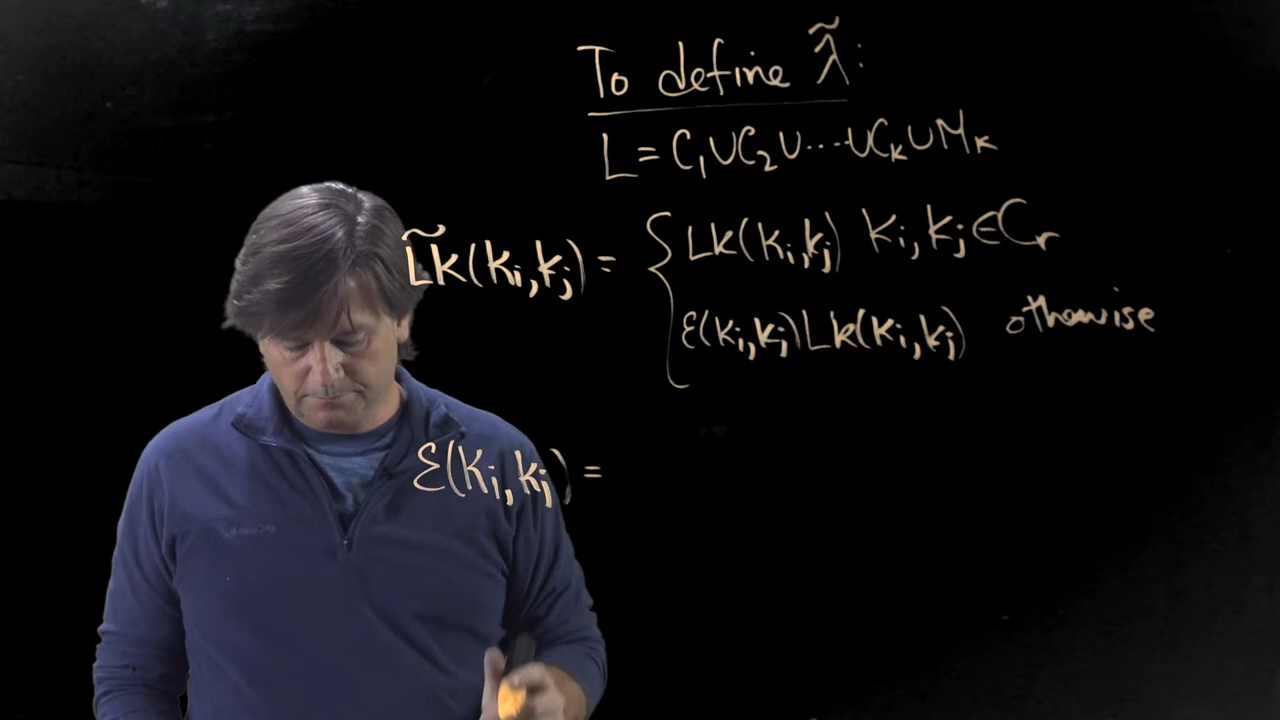 To define λ̃:
L = C₁∪C₂∪····∪Cₖ∪Mₖ
L̃k(Kᵢ,Kⱼ) = { Lk(Kᵢ,Kⱼ) Kᵢ,Kⱼ∈Cᵣ
ε(Kᵢ,Kⱼ)Lk(Kᵢ,Kⱼ) otherwise
ε(Kᵢ,Kⱼ) =